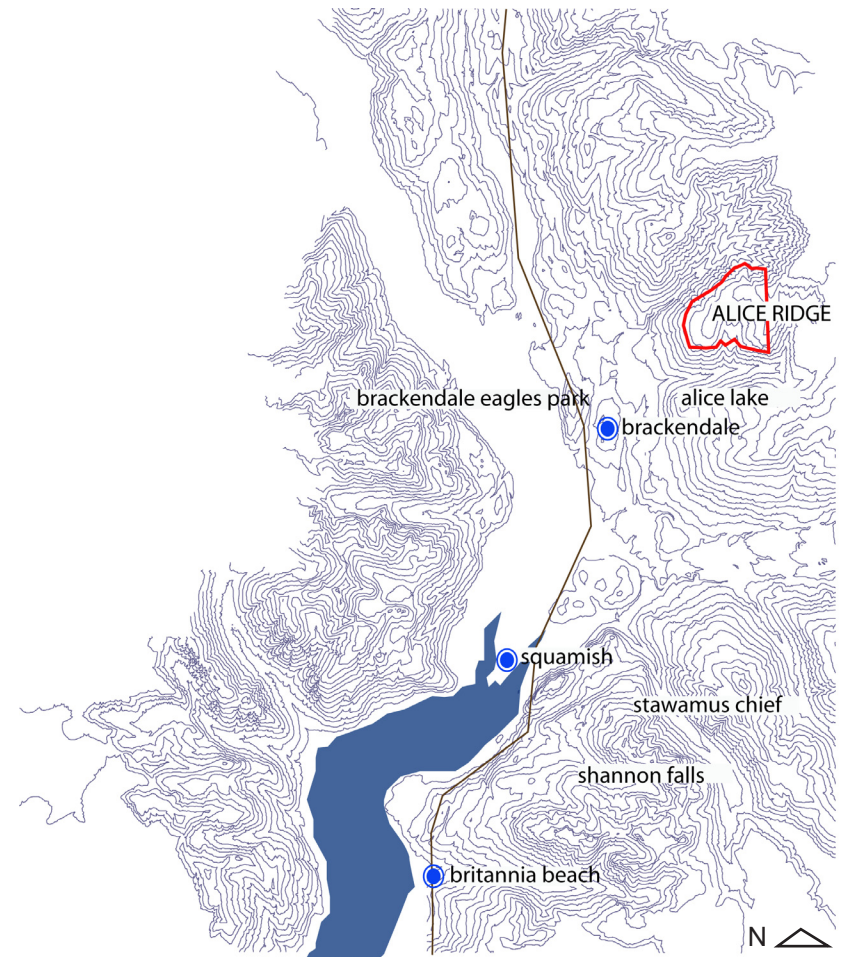 ALICE RIDGE
brackendale eagles park
alice lake
brackendale
squamish
stawamus chief
shannon falls
britannia beach
N